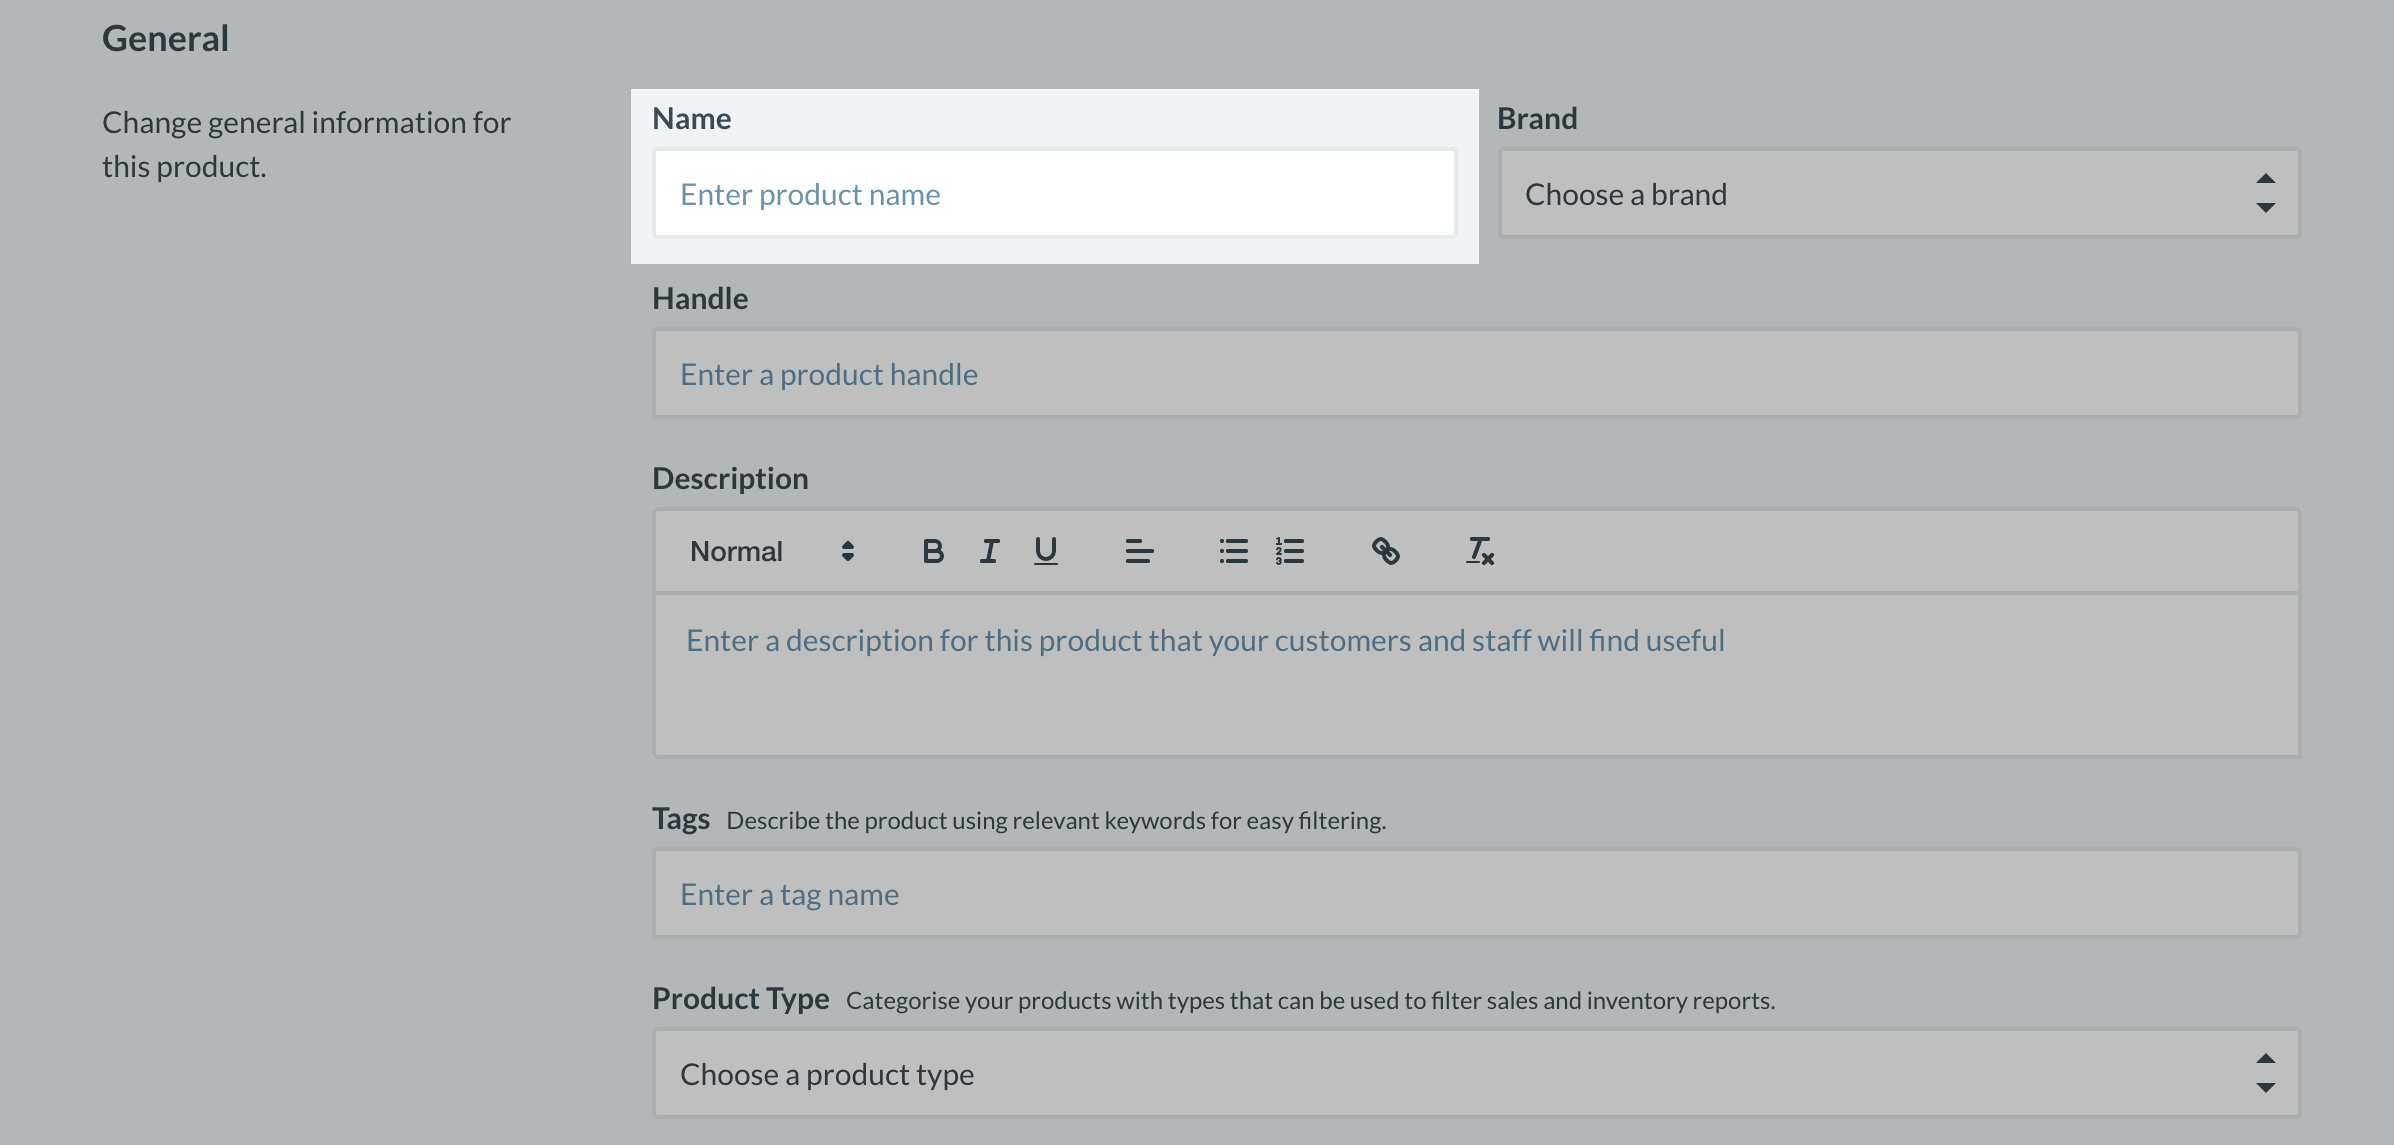 General
Change general information for
this product.
Name
Brand
Enter product name
Choose a brand
Handle
Enter a product handle
Description
Normal
Enter a description for this product that your customers and staff will find useful
Tags Describe the product using relevant keywords for easy filtering.
Enter a tag name
Product Type Categorise your products with types that can be used to filter sales and inventory reports.
Choose a product type